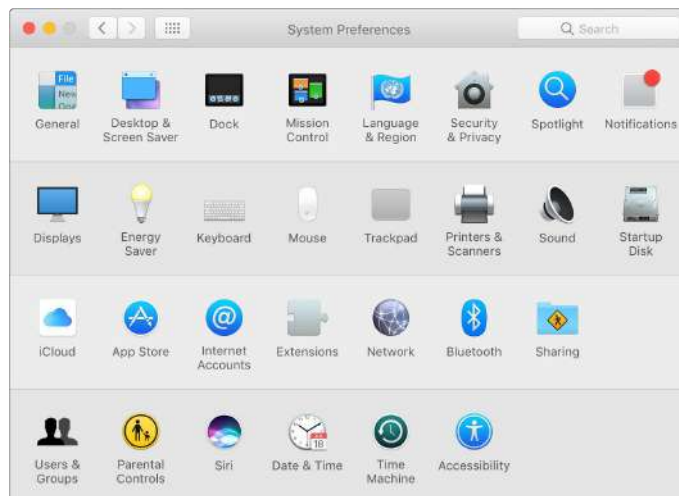 System Preferences
Search
File
New
General
Desktop &
Screen Saver
Dock
Mission
Control
Language
& Region
Security
& Privacy
Spotlight
Notifications
Displays
Energy
Saver
Keyboard
Mouse
Trackpad
Printers &
Scanners
Sound
Startup
Disk
iCloud
App Store
Internet
Accounts
Extensions
Network
Bluetooth
Sharing
Users &
Groups
Parental
Controls
Siri
Date & Time
18
Time
Machine
Accessibility